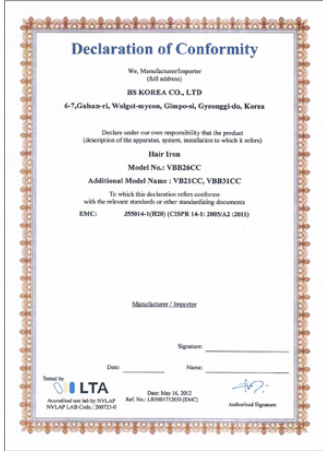 Declaration of Conformity
We, Manufacturer/Importer
(full address)
BS KOREA CO., LTD
6-7,Gahan-ri, Wolgot-myeon, Gimpo-si, Gyeonggi-do, Korea
Declare under our own responsibility that the product
(description of the apparatus, system, installation to which it refers)
Hair Iron
Model No.: VBB26CC
Additional Model Name : VB21CC, VBB31CC
To which this declaration refers conforms
with the relevant standards or other standardizing documents
EMC: J55014-1(H20) (CISPR 14-1: 2005/A2 :2011)
Manufacturer / Importer
Signature:
Date: Name:
Tested by
LTA
Accredited test lab by NVLAP
NVLAP LAB Code.: 200723-0
Date: May 16, 2012
Ref. No.: (EMC)
Authorized Signature